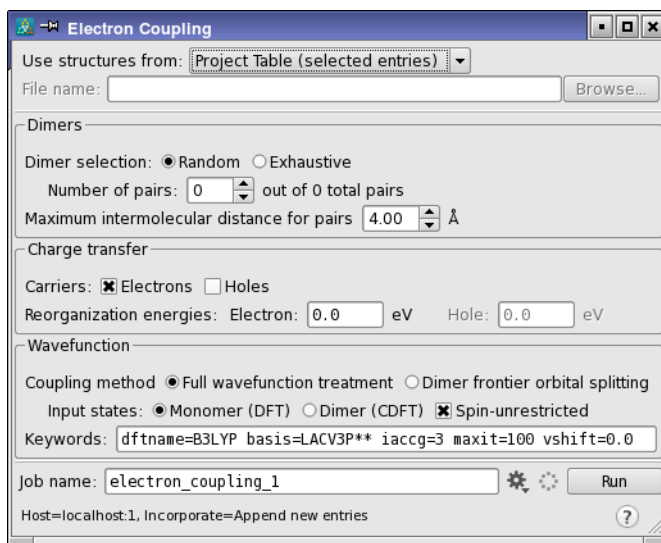 Electron Coupling
Use structures from: Project Table (selected entries)
File name: Browse...
Dimers
Dimer selection: Random Exhaustive
Number of pairs: 0 out of 0 total pairs
Maximum intermolecular distance for pairs 4.00 Å
Charge transfer
Carriers: Electrons Holes
Reorganization energies: Electron: 0.0 eV Hole: 0.0 eV
Wavefunction
Coupling method Full wavefunction treatment Dimer frontier orbital splitting
Input states: Monomer (DFT) Dimer (CDFT) Spin-unrestricted
Keywords: dftname=B3LYP basis=LACV3P** iaccg=3 maxit=100 vshift=0.0
Job name: electron_coupling_1 Run
Host=localhost:1, Incorporate=Append new entries ?